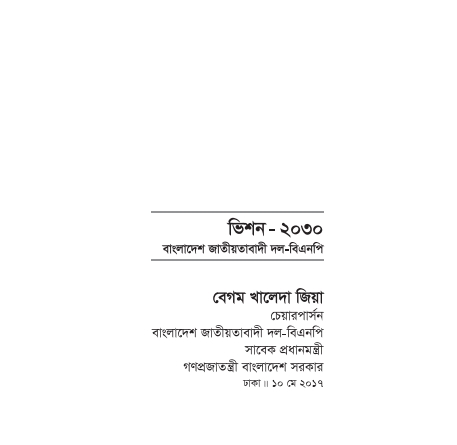 ভিশন - ২০৩০
বাংলাদেশ জাতীয়তাবাদী দল-বিএনপি
বেগম খালেদা জিয়া
চেয়ারপার্সন
বাংলাদেশ জাতীয়তাবাদী দল-বিএনপি
সাবেক প্রধানমন্ত্রী
গণপ্রজাতন্ত্রী বাংলাদেশ সরকার
ঢাকা॥ ১০ মে ২০১৭